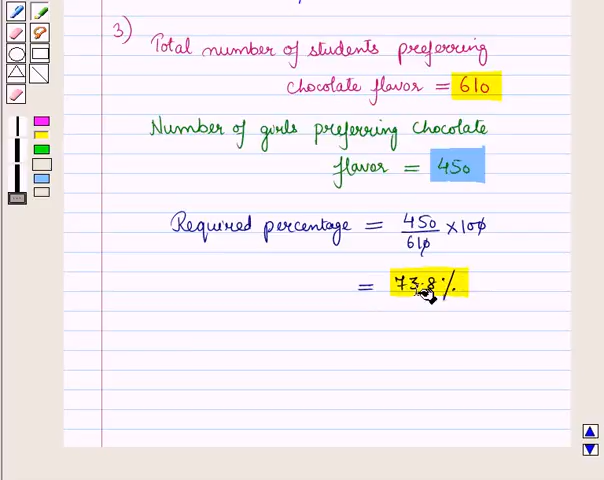 3)
Total number of students preferring
chocolate flavor = 610
Number of girls preferring chocolate
flavor = 450
Required percentage = 450/610 × 100
= 73.8%